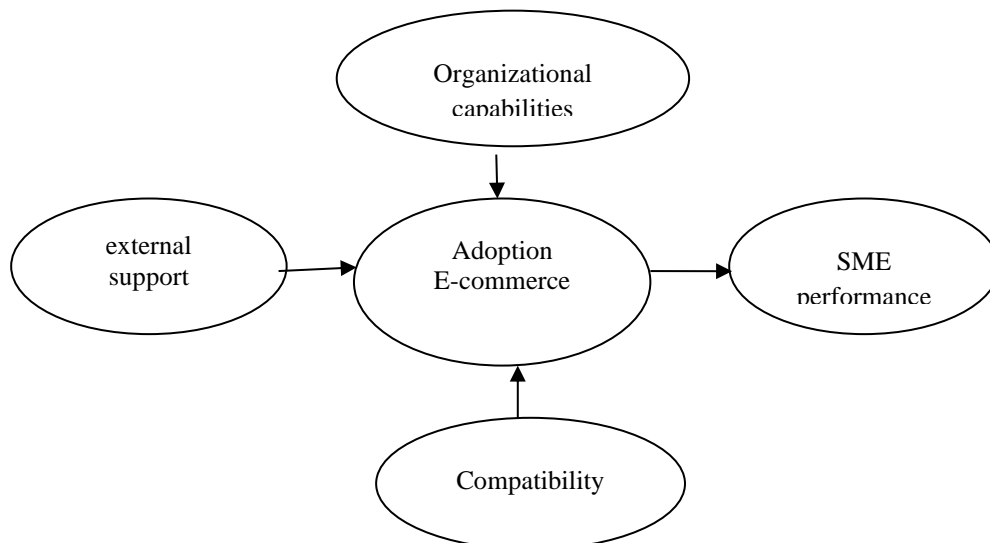 Organizational
capabilities
external
support
Adoption
E-commerce
SME
performance
Compatibility